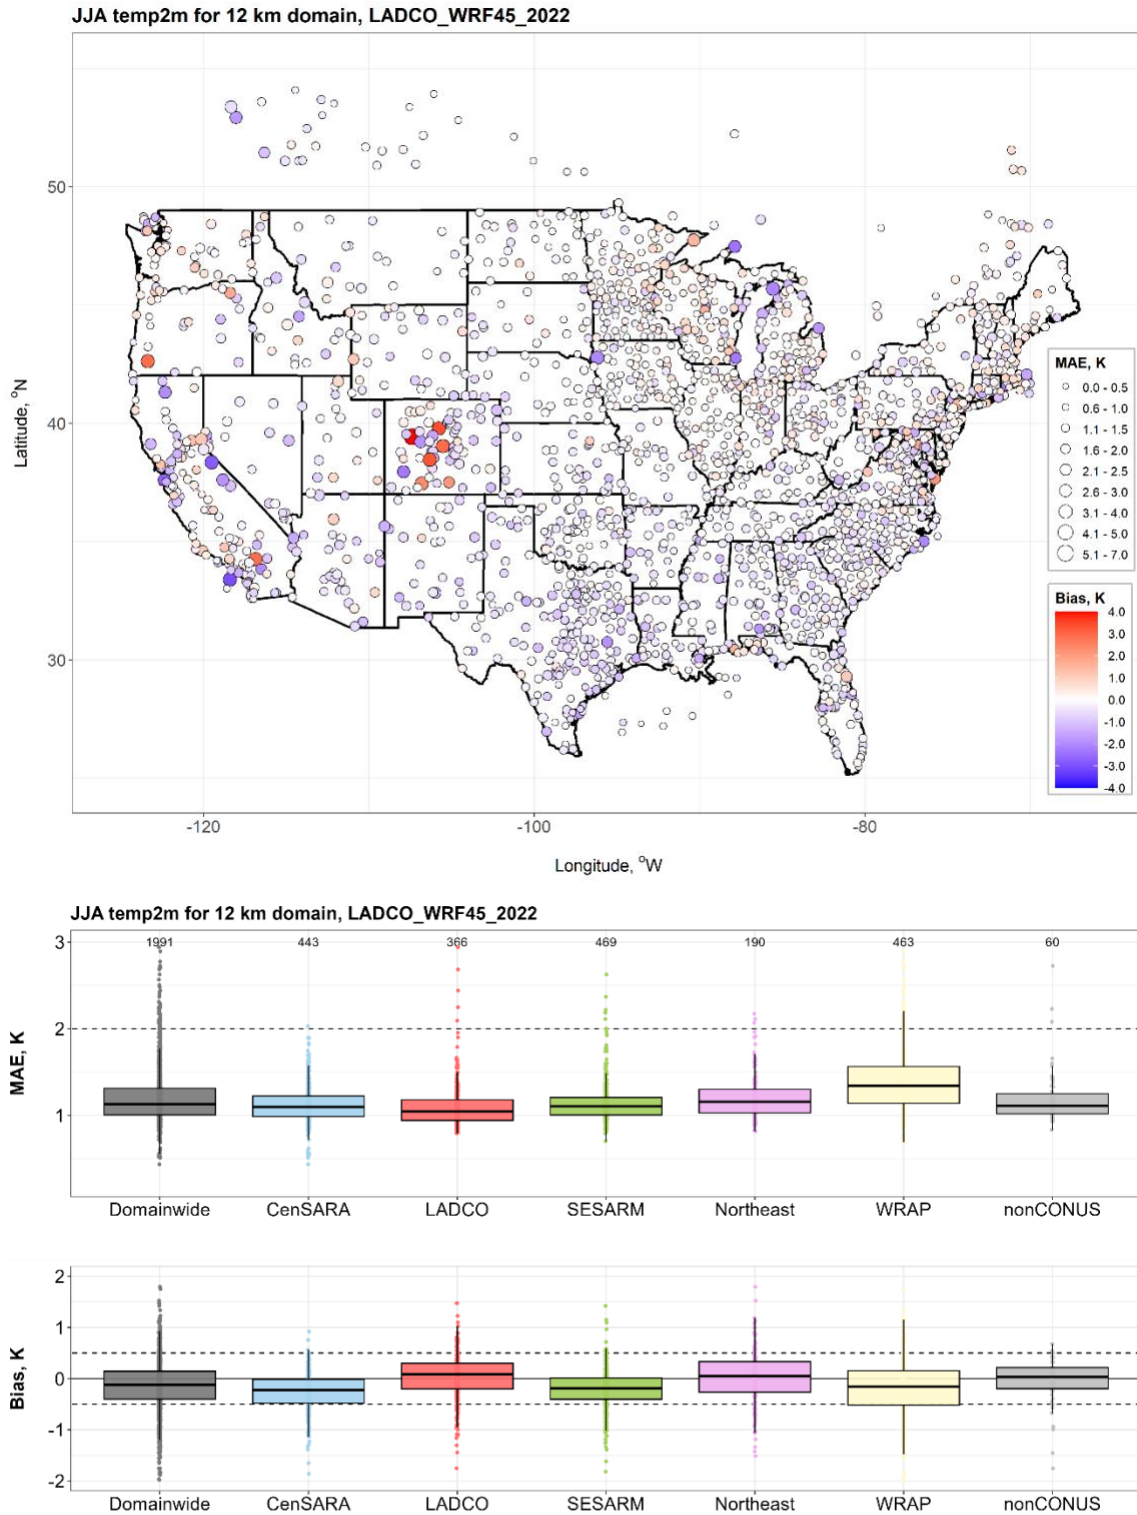 JJA temp2m for 12 km domain, LADCO_WRF45_2022
Latitude, °N
50
40
30
-120
-100
-80
Longitude, °W
MAE, K
0.0 - 0.5
0.6 - 1.0
1.1 - 1.5
1.6 - 2.0
2.1 - 2.5
2.6 - 3.0
3.1 - 4.0
4.1 - 5.0
5.1 - 7.0
Bias, K
4.0
3.0
2.0
1.0
0.0
-1.0
-2.0
-3.0
-4.0
JJA temp2m for 12 km domain, LADCO_WRF45_2022
1991 443 366 469 190 463 60
MAE, K
3
2
1
Domainwide CenSARA LADCO SESARM Northeast WRAP nonCONUS
Bias, K
2
1
0
-1
-2
Domainwide CenSARA LADCO SESARM Northeast WRAP nonCONUS